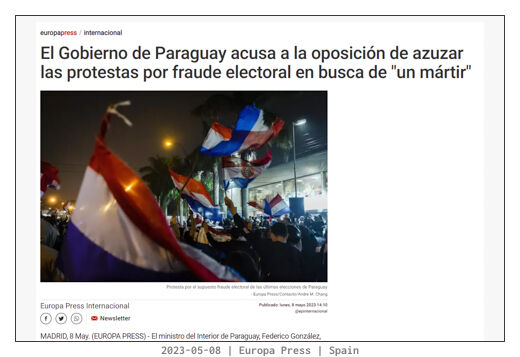 europapress / internacional
El Gobierno de Paraguay acusa a la oposición de azuzar
las protestas por fraude electoral en busca de "un mártir"
Protesta por el supuesto fraude electoral de las últimas elecciones de Paraguay
- Europa Press/Contacto/Andre M. Chang
Europa Press Internacional
Publicado: lunes, 8 mayo 2023 14:10
@epinternacional
Newsletter
MADRID, 8 May. (EUROPA PRESS) - El ministro del Interior de Paraguay, Federico González,
2023-05-08 | Europa Press | Spain